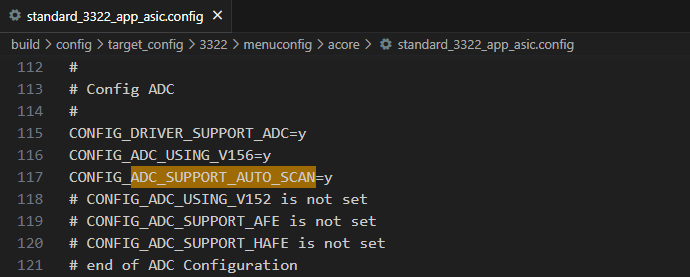 standard_3322_app_asic.config
build > config > target_config > 3322 > menuconfig > acore > standard_3322_app_asic.config
112 #
113 # Config ADC
114 #
115 CONFIG_DRIVER_SUPPORT_ADC=y
116 CONFIG_ADC_USING_V156=y
117 CONFIG_ADC_SUPPORT_AUTO_SCAN=y
118 # CONFIG_ADC_USING_V152 is not set
119 # CONFIG_ADC_SUPPORT_AFE is not set
120 # CONFIG_ADC_SUPPORT_HAFE is not set
121 # end of ADC Configuration